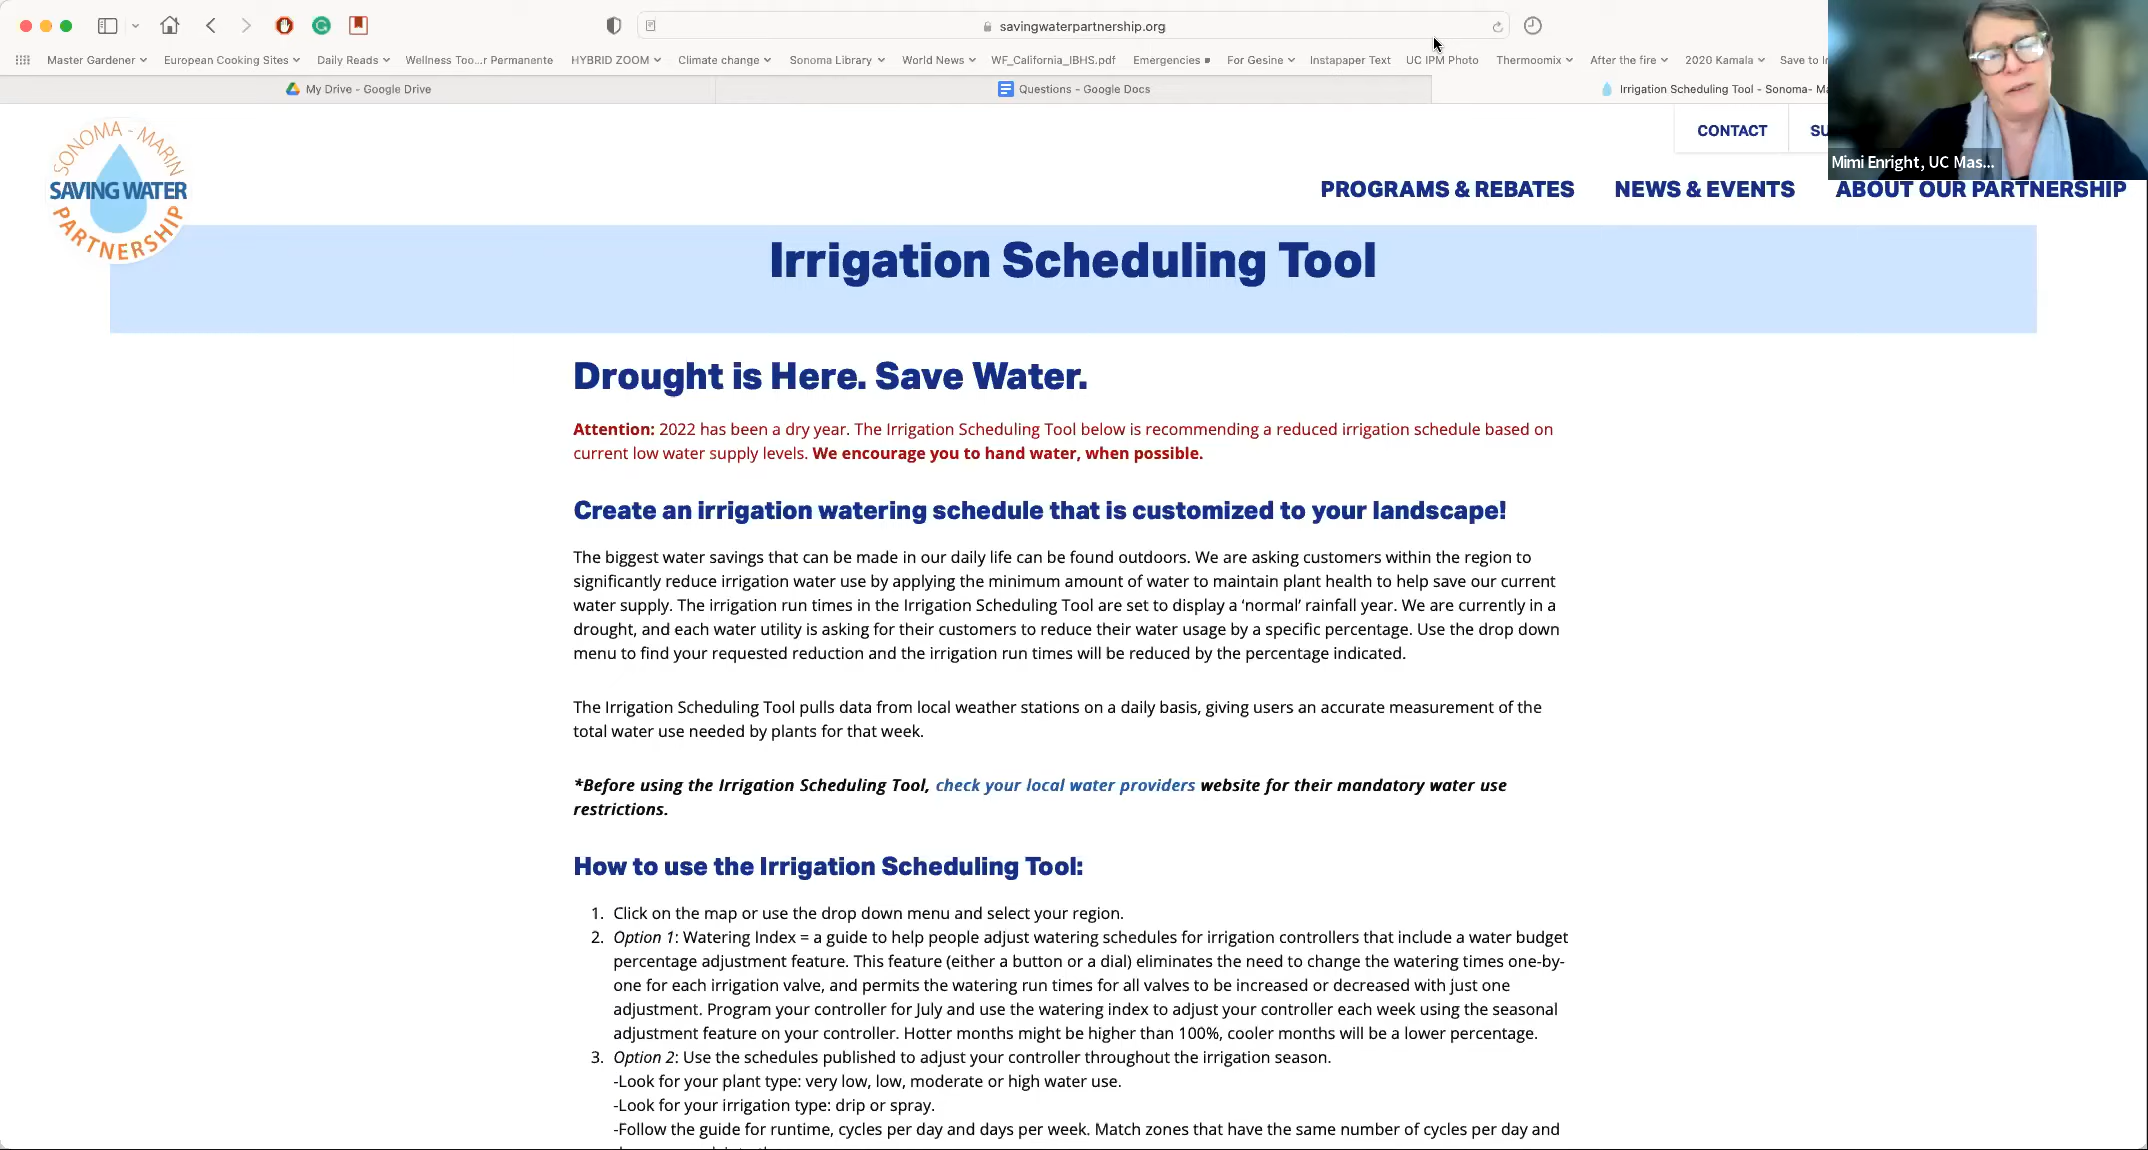 savingwaterpartnership.org
Master Gardener European Cooking Sites Daily Reads Wellness Too...r Permanente HYBRID ZOOM Climate change Sonoma Library World News WF_California_IBHS.pdf Emergencies For Gesine Instapaper Text UC IPM Photo Thermoomix After the fire 2020 Kamala Save to In
My Drive - Google Drive Questions - Google Docs Irrigation Scheduling Tool - Sonoma- Ma
Mimi Enright, UC Mas...
CONTACT SU
SONOMA - MARIN
SAVING WATER
PARTNERSHIP
PROGRAMS & REBATES NEWS & EVENTS ABOUT OUR PARTNERSHIP
Irrigation Scheduling Tool
Drought is Here. Save Water.
Attention: 2022 has been a dry year. The Irrigation Scheduling Tool below is recommending a reduced irrigation schedule based on
current low water supply levels. We encourage you to hand water, when possible.
Create an irrigation watering schedule that is customized to your landscape!
The biggest water savings that can be made in our daily life can be found outdoors. We are asking customers within the region to
significantly reduce irrigation water use by applying the minimum amount of water to maintain plant health to help save our current
water supply. The irrigation run times in the Irrigation Scheduling Tool are set to display a ‘normal’ rainfall year. We are currently in a
drought, and each water utility is asking for their customers to reduce their water usage by a specific percentage. Use the drop down
menu to find your requested reduction and the irrigation run times will be reduced by the percentage indicated.
The Irrigation Scheduling Tool pulls data from local weather stations on a daily basis, giving users an accurate measurement of the
total water use needed by plants for that week.
*Before using the Irrigation Scheduling Tool, check your local water providers website for their mandatory water use
restrictions.
How to use the Irrigation Scheduling Tool:
1. Click on the map or use the drop down menu and select your region.
2. Option 1: Watering Index = a guide to help people adjust watering schedules for irrigation controllers that include a water budget
percentage adjustment feature. This feature (either a button or a dial) eliminates the need to change the watering times one-by-
one for each irrigation valve, and permits the watering run times for all valves to be increased or decreased with just one
adjustment. Program your controller for July and use the watering index to adjust your controller each week using the seasonal
adjustment feature on your controller. Hotter months might be higher than 100%, cooler months will be a lower percentage.
3. Option 2: Use the schedules published to adjust your controller throughout the irrigation season.
-Look for your plant type: very low, low, moderate or high water use.
-Look for your irrigation type: drip or spray.
-Follow the guide for runtime, cycles per day and days per week. Match zones that have the same number of cycles per day and